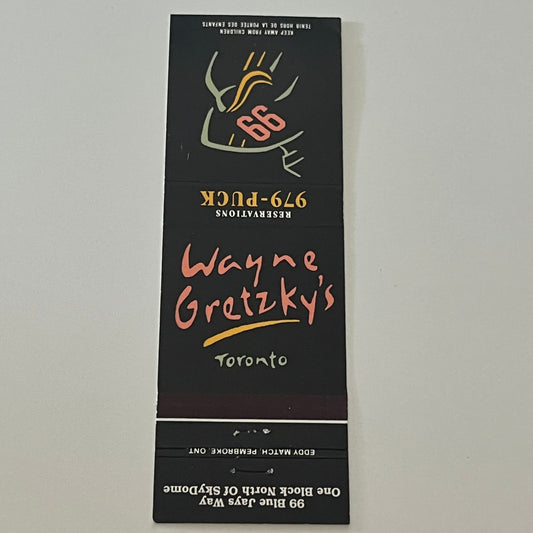 RESERVATIONS
979-PUCK
99
KEEP AWAY FROM CHILDREN
TENIR HORS DE LA PORTÉE DES ENFANTS
Wayne
Gretzky's
Toronto
EDDY MATCH, PEMBROKE, ONT.
99 Blue Jays Way
One Block North Of SkyDome